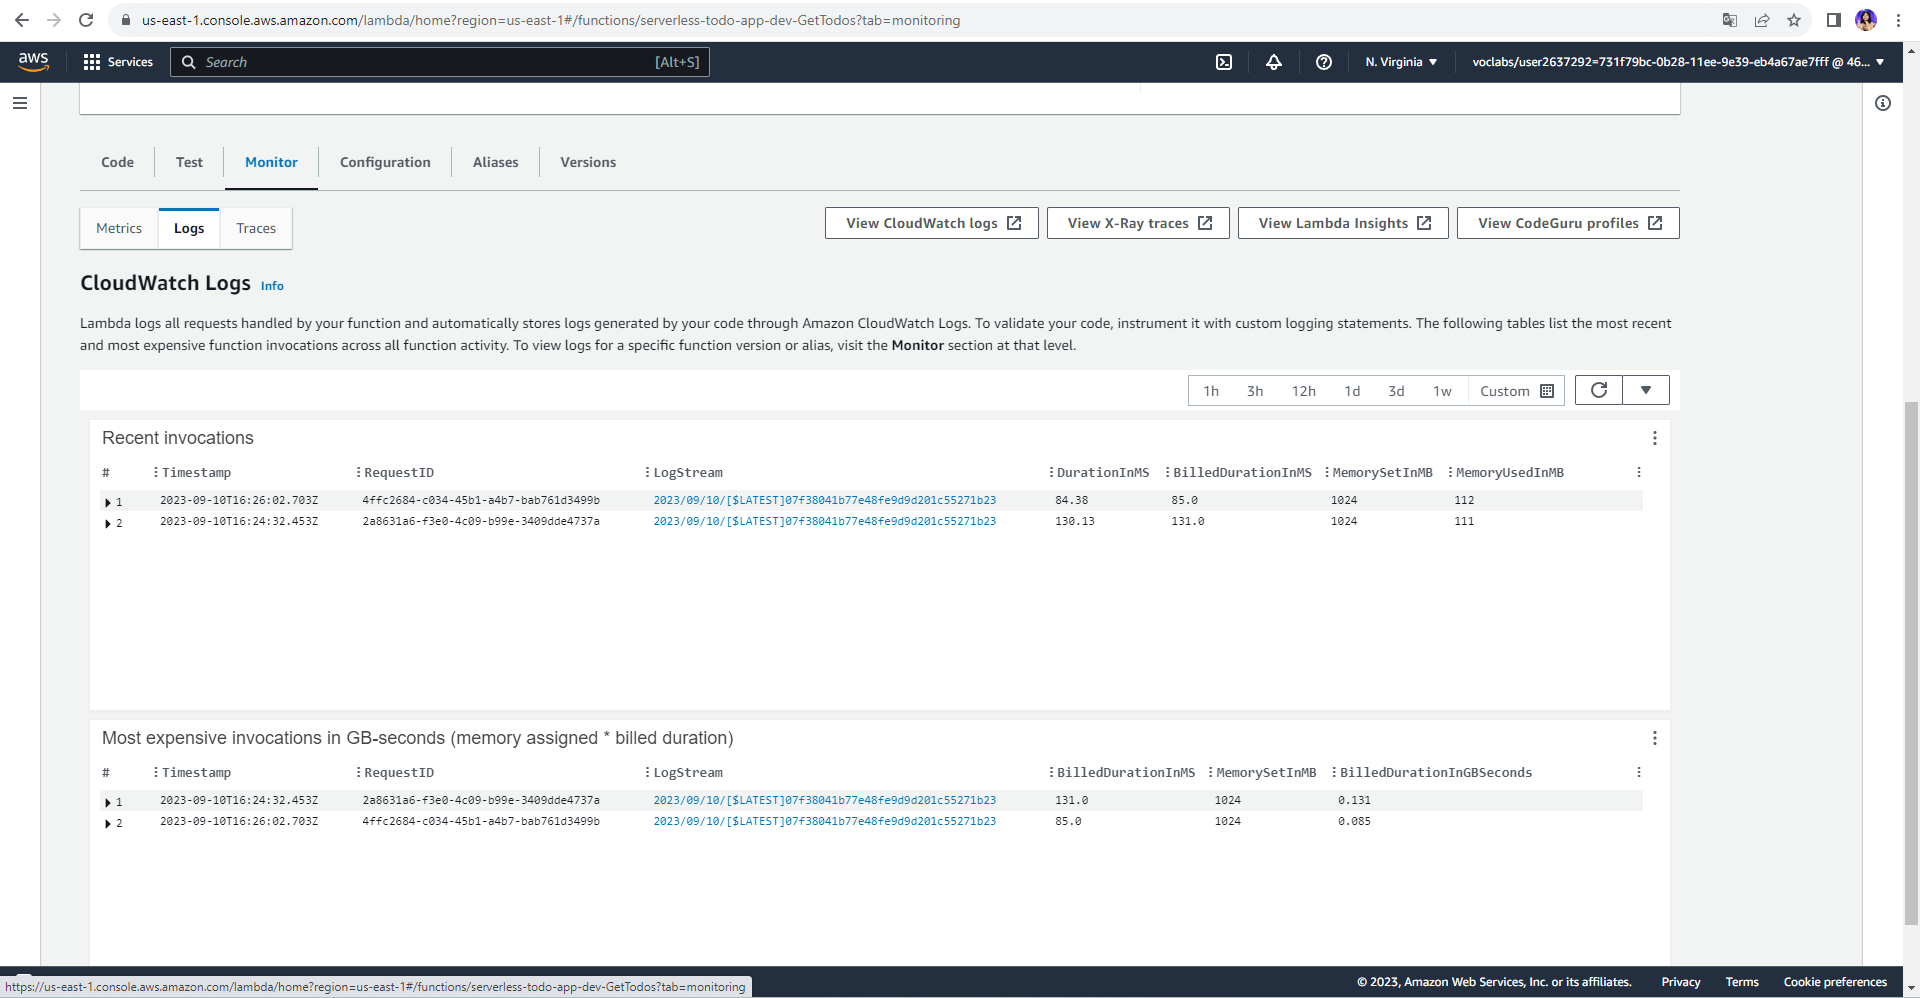 us-east-1.console.aws.amazon.com/lambda/home?region=us-east-1#/functions/serverless-todo-app-dev-GetTodos?tab=monitoring
aws Services Search [Alt+S] N. Virginia voclabs/user2637292=731f79bc-0b28-11ee-9e39-eb4a67ae7fff @ 46...
Code Test Monitor Configuration Aliases Versions
Metrics Logs Traces View CloudWatch logs View X-Ray traces View Lambda Insights View CodeGuru profiles
CloudWatch Logs Info
Lambda logs all requests handled by your function and automatically stores logs generated by your code through Amazon CloudWatch Logs. To validate your code, instrument it with custom logging statements. The following tables list the most recent
and most expensive function invocations across all function activity. To view logs for a specific function version or alias, visit the Monitor section at that level.
1h 3h 12h 1d 3d 1w Custom
Recent invocations
# Timestamp RequestID LogStream DurationInMS BilledDurationInMS MemorySetInMB MemoryUsedInMB
1 2023-09-10T16:26:02.703Z 4ffc2684-c034-45b1-a4b7-bab761d3499b 2023/09/10/[$LATEST]07f38041b77e48fe9d9d201c55271b23 84.38 85.0 1024 112
2 2023-09-10T16:24:32.453Z 2a8631a6-f3e0-4c09-b99e-3409dde4737a 2023/09/10/[$LATEST]07f38041b77e48fe9d9d201c55271b23 130.13 131.0 1024 111
Most expensive invocations in GB-seconds (memory assigned * billed duration)
# Timestamp RequestID LogStream BilledDurationInMS MemorySetInMB BilledDurationInGBSeconds
1 2023-09-10T16:24:32.453Z 2a8631a6-f3e0-4c09-b99e-3409dde4737a 2023/09/10/[$LATEST]07f38041b77e48fe9d9d201c55271b23 131.0 1024 0.131
2 2023-09-10T16:26:02.703Z 4ffc2684-c034-45b1-a4b7-bab761d3499b 2023/09/10/[$LATEST]07f38041b77e48fe9d9d201c55271b23 85.0 1024 0.085
© 2023, Amazon Web Services, Inc. or its affiliates. Privacy Terms Cookie preferences
https://us-east-1.console.aws.amazon.com/lambda/home?region=us-east-1#/functions/serverless-todo-app-dev-GetTodos?tab=monitoring